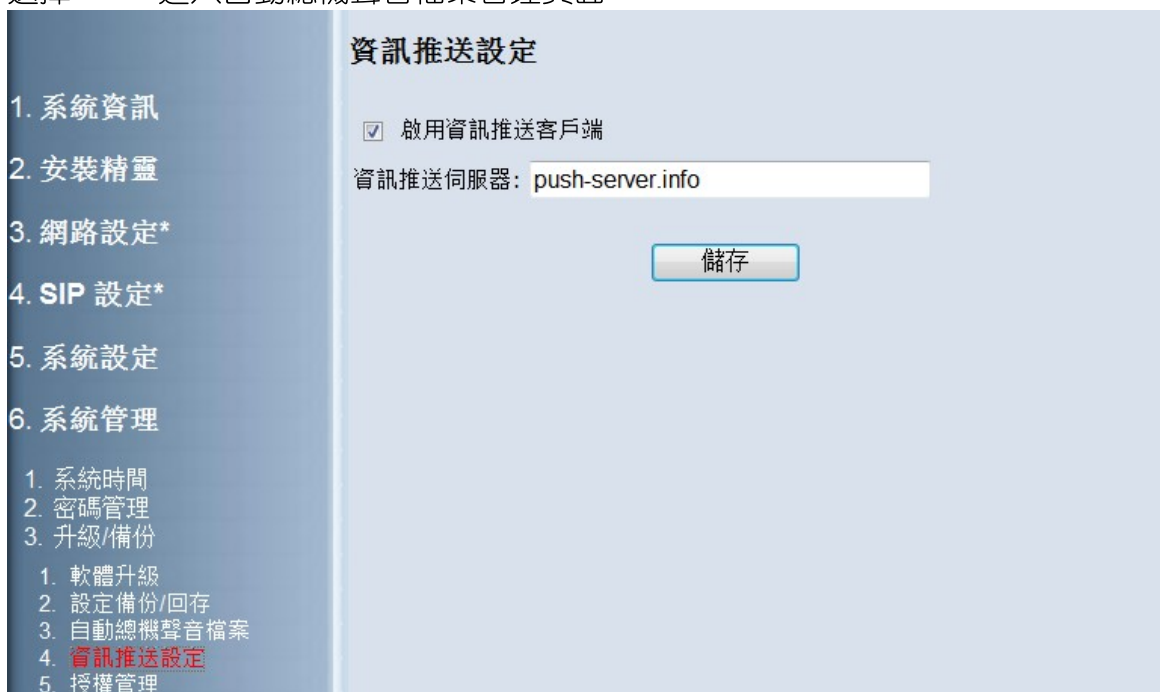 資訊推送設定
1. 系統資訊
啟用資訊推送客戶端
2. 安裝精靈
資訊推送伺服器: push-server.info
3. 網路設定*
儲存
4. SIP 設定*
5. 系統設定
6. 系統管理
1. 系統時間
2. 密碼管理
3. 升級/備份
1. 軟體升級
2. 設定備份/回存
3. 自動總機聲音檔案
4. 資訊推送設定
5. 授權管理